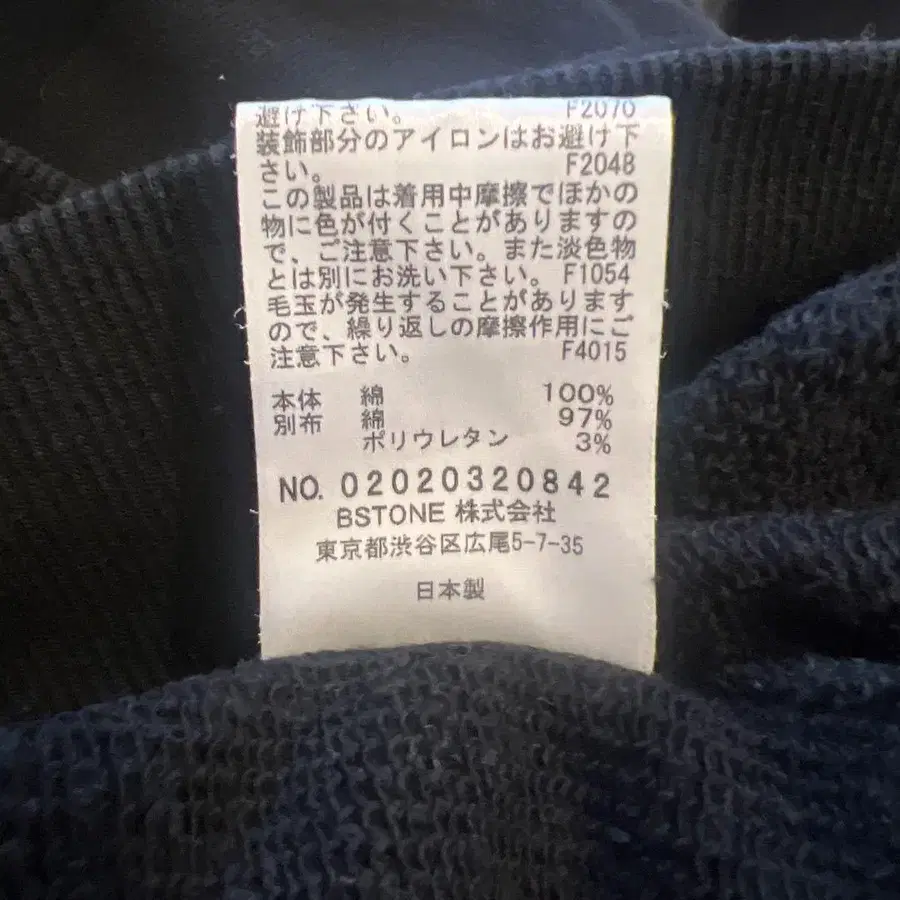 避け下さい。 F2070
装飾部分のアイロンはお避け下
さい。 F2048
この製品は着用中摩擦でほかの
物に色が付くことがありますの
で、ご注意下さい。また淡色物
とは別にお洗い下さい。F1054
毛玉が発生することがあります
ので、繰り返しの摩擦作用にご
注意下さい。 F4015
本体 綿 100%
別布 綿 97%
ポリウレタン 3%
NO. 02020320842
BSTONE 株式会社
東京都渋谷区広尾5-7-35
日本製